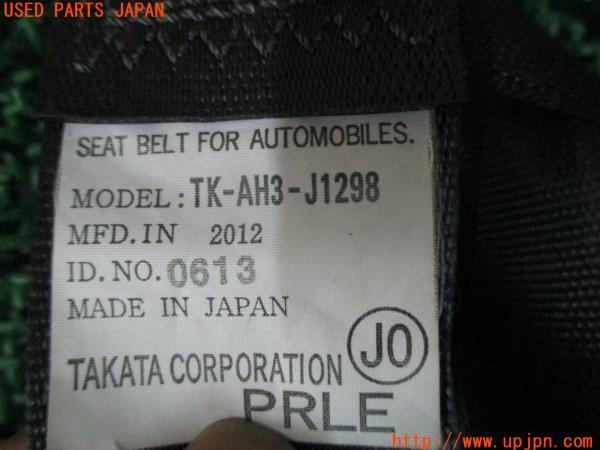 USED PARTS JAPAN
SEAT BELT FOR AUTOMOBILES.
MODEL: TK-AH3-J1298
MFD. IN 2012
ID. NO. 0613
MADE IN JAPAN
JO
TAKATA CORPORATION
PRLE
http://www.upjpn.com/